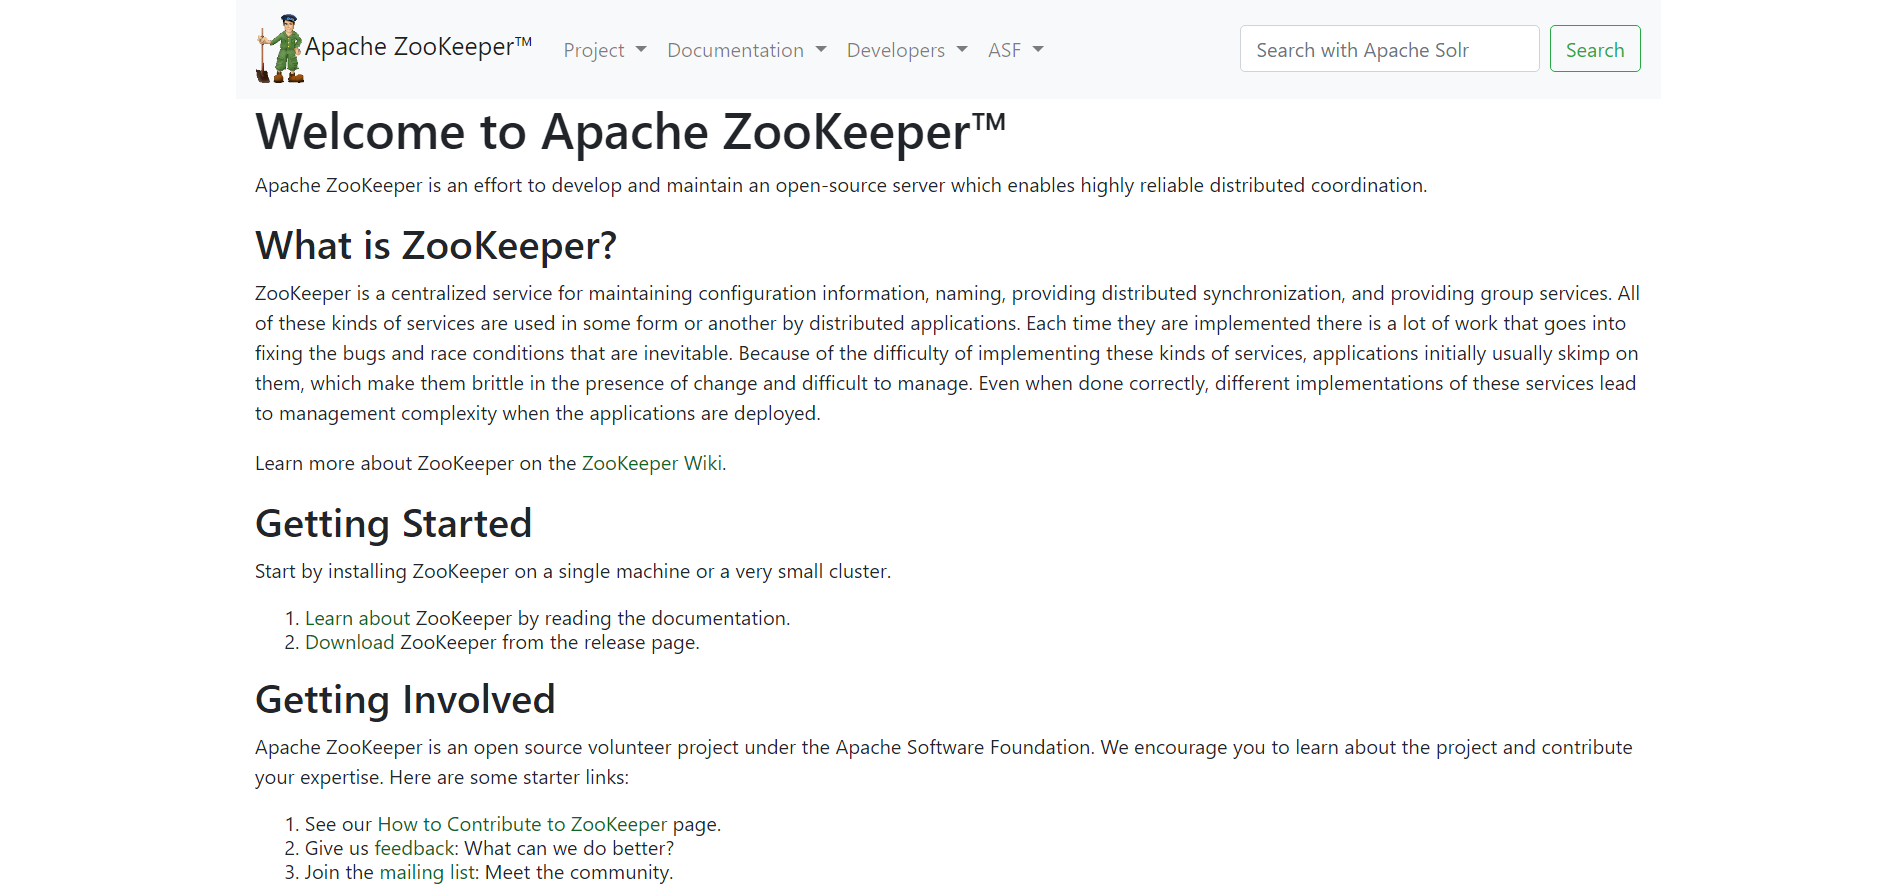 Apache ZooKeeper™ Project Documentation Developers ASF Search with Apache Solr Search
Welcome to Apache ZooKeeper™
Apache ZooKeeper is an effort to develop and maintain an open-source server which enables highly reliable distributed coordination.
What is ZooKeeper?
ZooKeeper is a centralized service for maintaining configuration information, naming, providing distributed synchronization, and providing group services. All
of these kinds of services are used in some form or another by distributed applications. Each time they are implemented there is a lot of work that goes into
fixing the bugs and race conditions that are inevitable. Because of the difficulty of implementing these kinds of services, applications initially usually skimp on
them, which make them brittle in the presence of change and difficult to manage. Even when done correctly, different implementations of these services lead
to management complexity when the applications are deployed.
Learn more about ZooKeeper on the ZooKeeper Wiki.
Getting Started
Start by installing ZooKeeper on a single machine or a very small cluster.
1. Learn about ZooKeeper by reading the documentation.
2. Download ZooKeeper from the release page.
Getting Involved
Apache ZooKeeper is an open source volunteer project under the Apache Software Foundation. We encourage you to learn about the project and contribute
your expertise. Here are some starter links:
1. See our How to Contribute to ZooKeeper page.
2. Give us feedback: What can we do better?
3. Join the mailing list: Meet the community.